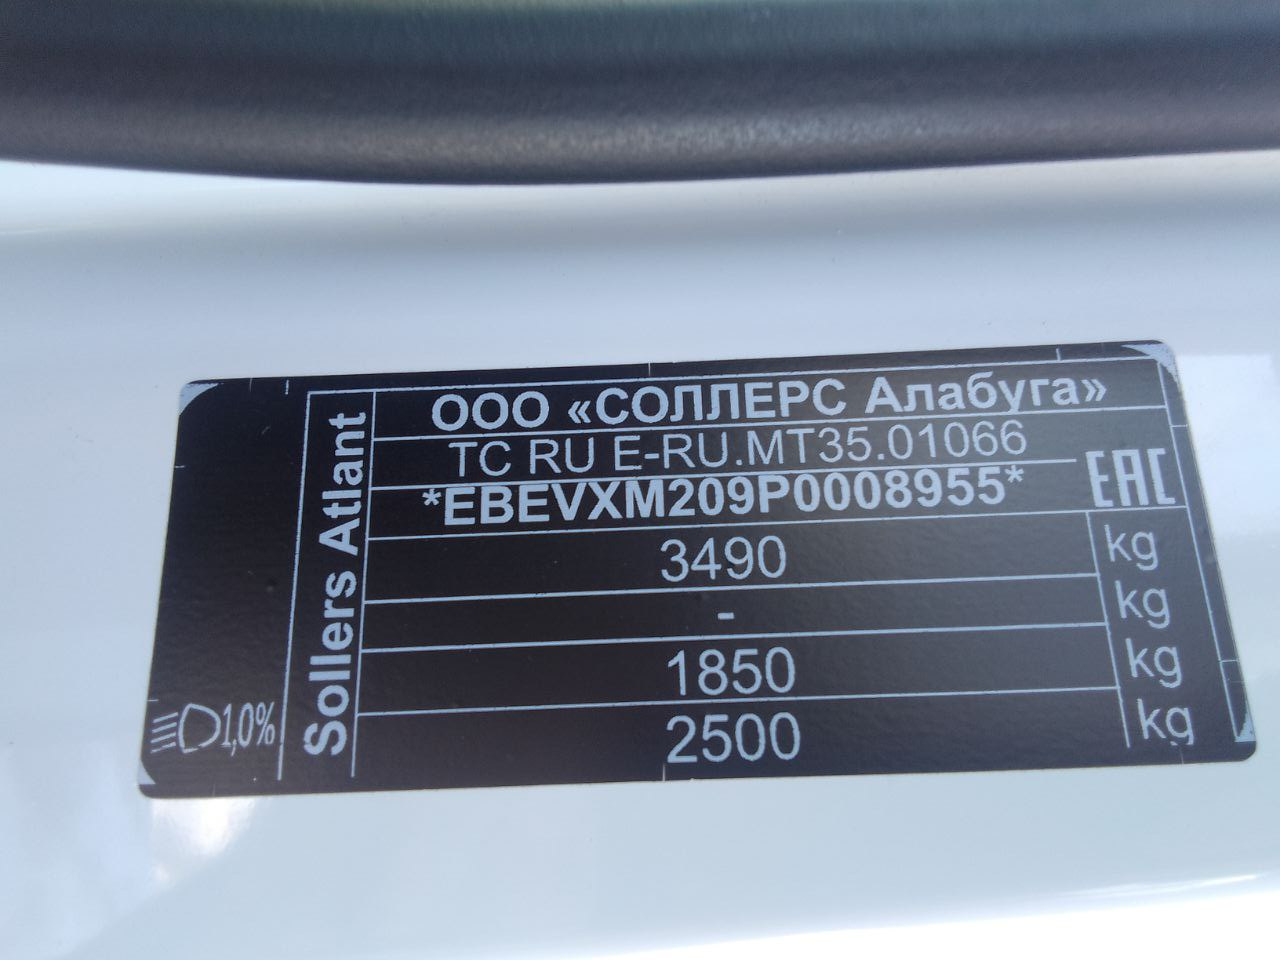 ООО «СОЛЛЕРС Алабуга»
ТС RU E-RU.MT35.01066
*EBEVXM209P0008955*
EAC
3490 kg
- kg
1850 kg
2500 kg
Sollers Atlant
1,0%